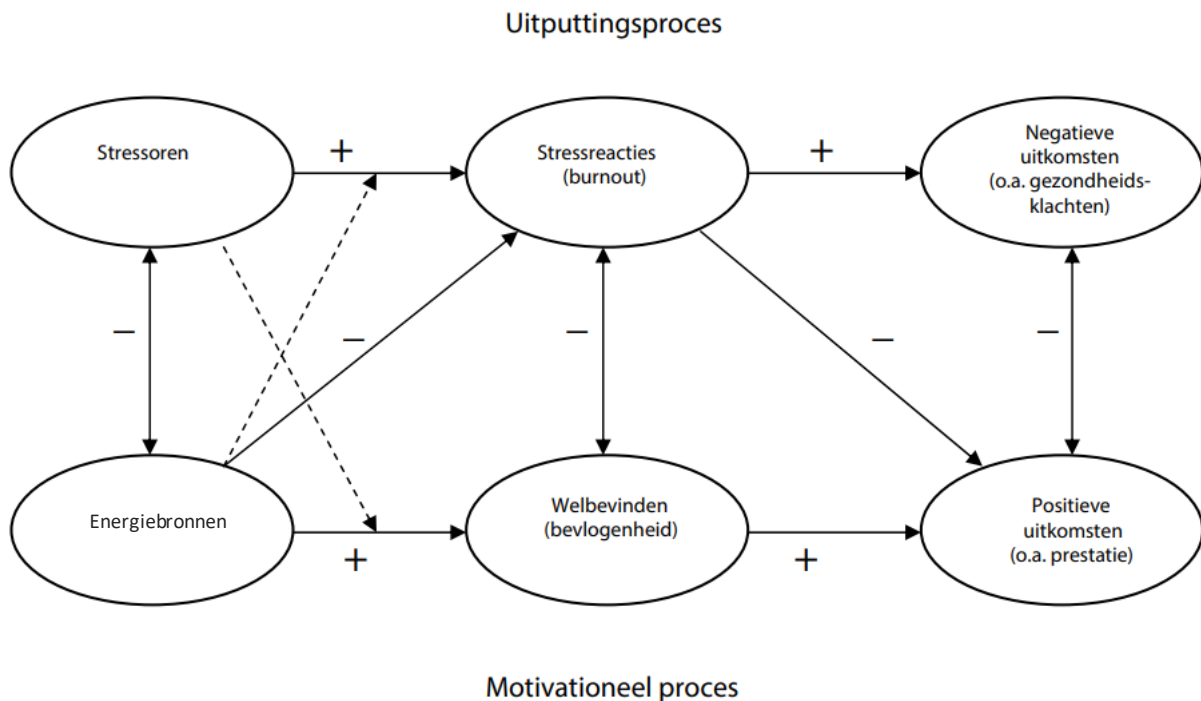 Uitputtingsproces
Stressoren
+
Stressreacties
(burnout)
+
Negatieve
uitkomsten
(o.a. gezondheids-
klachten)
–
–
–
–
–
Energiebronnen
+
Welbevinden
(bevlogenheid)
+
Positieve
uitkomsten
(o.a. prestatie)
Motivationeel proces